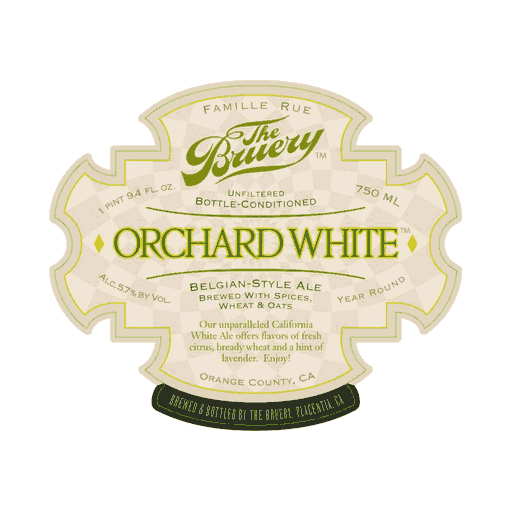 FAMILLE RUE
The
Bruery TM
1 PINT 9.4 FL OZ.
UNFILTERED
BOTTLE-CONDITIONED
750 ML
ORCHARD WHITE TM
ALC. 5.7% BY VOL.
BELGIAN-STYLE ALE
BREWED WITH SPICES,
WHEAT & OATS
YEAR ROUND
Our unparalleled California
White Ale offers flavors of fresh
citrus, bready wheat and a hint of
lavender. Enjoy!
ORANGE COUNTY, CA
BREWED & BOTTLED BY THE BRUERY, PLACENTIA, CA